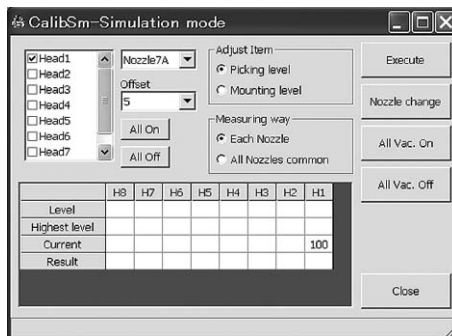 CalibSm-Simulation mode
Head1
Head2
Head3
Head4
Head5
Head6
Head7
Nozzle7A
Offset
5
All On
All Off
Adjust Item
Picking level
Mounting level
Measuring way
Each Nozzle
All Nozzles common
Execute
Nozzle change
All Vac. On
All Vac. Off
Close
H8 H7 H6 H5 H4 H3 H2 H1
Level
Highest level
Current 100
Result